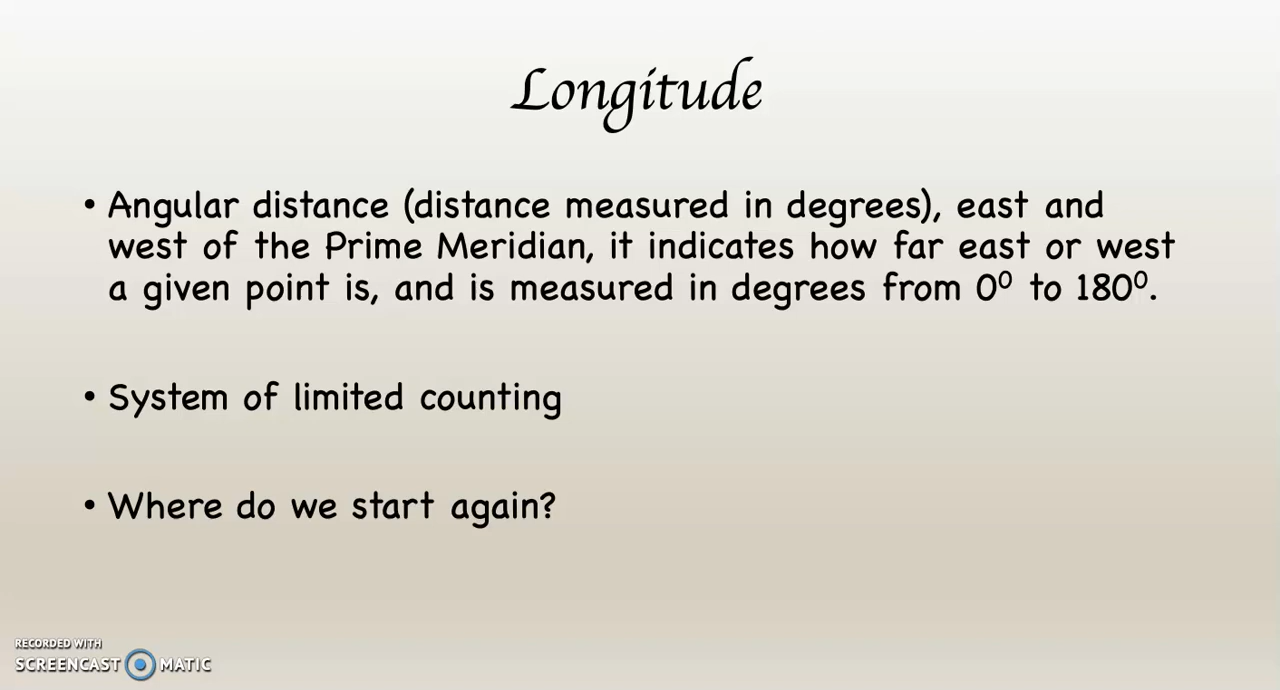 Longitude
• Angular distance (distance measured in degrees), east and
west of the Prime Meridian, it indicates how far east or west
a given point is, and is measured in degrees from 0⁰ to 180⁰.
• System of limited counting
• Where do we start again?
RECORDED WITH
SCREENCAST MATIC